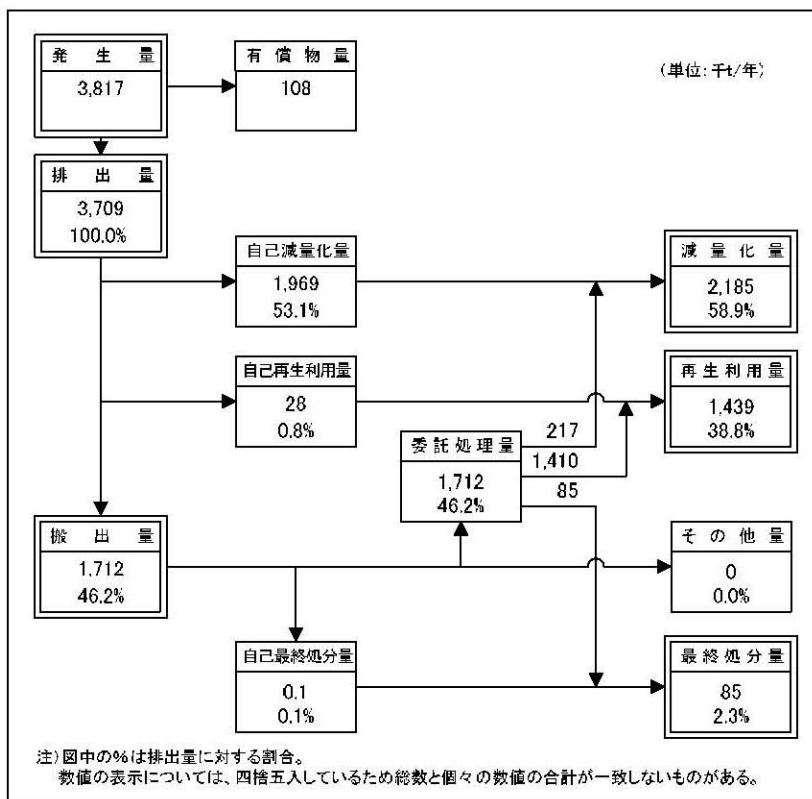 発生量
3,817
有償物量
108
(単位:千t/年)
排出量
3,709
100.0%
自己減量化量
1,969
53.1%
減量化量
2,185
58.9%
自己再生利用量
28
0.8%
再生利用量
1,439
38.8%
委託処理量
1,712
46.2%
217
1,410
85
搬出量
1,712
46.2%
その他量
0
0.0%
自己最終処分量
0.1
0.1%
最終処分量
85
2.3%
注)図中の%は排出量に対する割合。
数値の表示については、四捨五入しているため総数と個々の数値の合計が一致しないものがある。